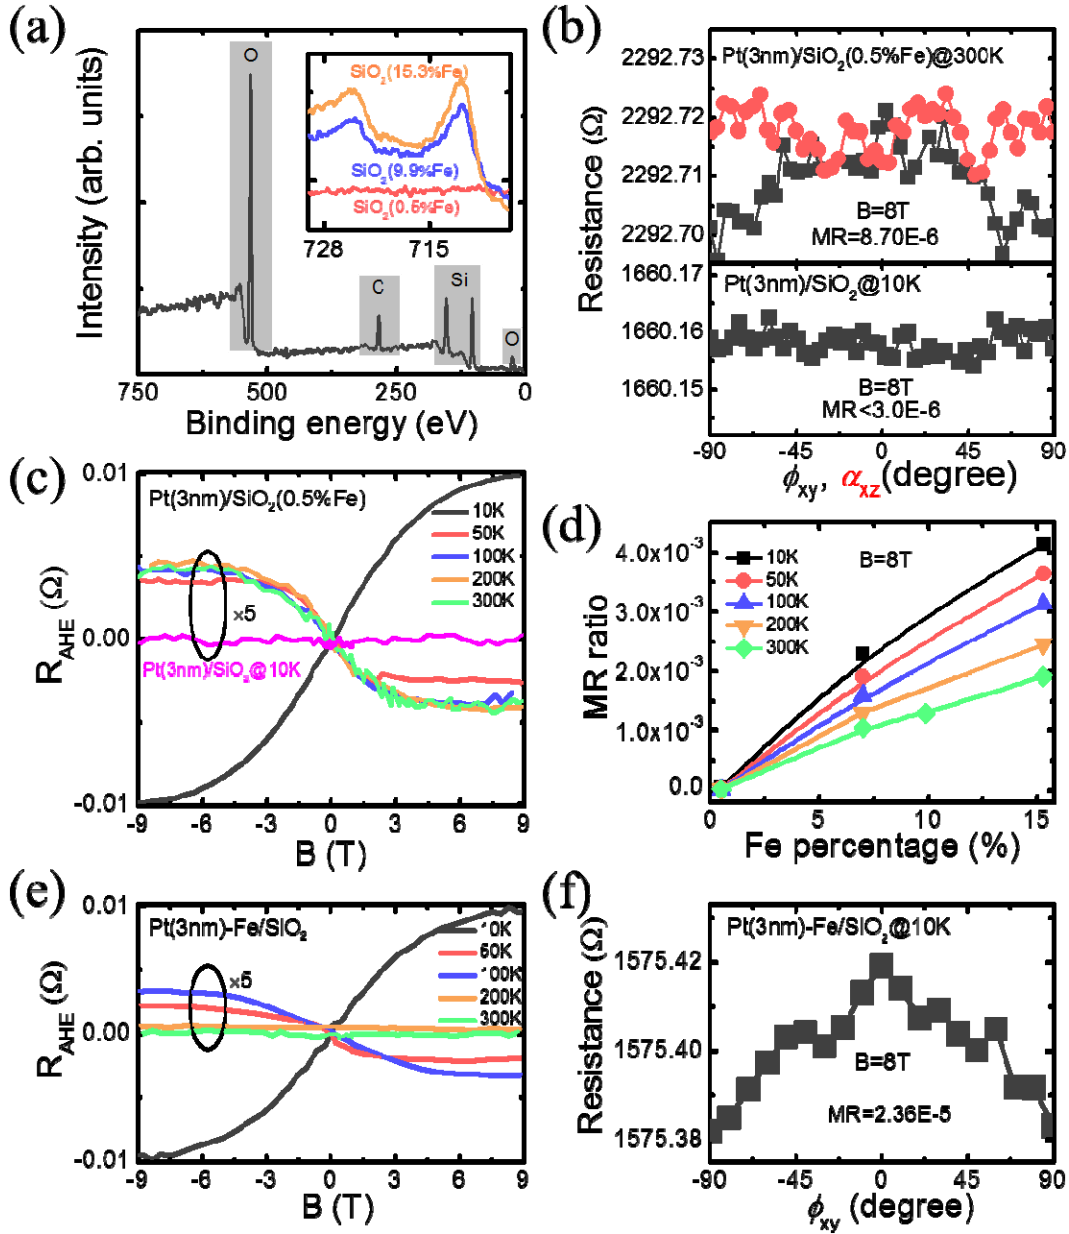 (a)
Intensity (arb. units)
O
C
Si
O
SiO2(15.3%Fe)
SiO2(9.9%Fe)
SiO2(0.5%Fe)
728 715
750 500 250 0
Binding energy (eV)
(b)
Resistance (Ω)
2292.73
2292.72
2292.71
2292.70
Pt(3nm)/SiO2(0.5%Fe)@300K
B=8T
MR=8.70E-6
1660.17
1660.16
1660.15
Pt(3nm)/SiO2@10K
B=8T
MR<3.0E-6
-90 -45 0 45 90
ϕxy, αxz(degree)
(c)
RAHE (Ω)
0.01
0.00
-0.01
Pt(3nm)/SiO2(0.5%Fe)
10K
50K
100K
200K
300K
×5
Pt(3nm)/SiO2@10K
-9 -6 -3 0 3 6 9
B (T)
(d)
MR ratio
4.0x10-3
3.0x10-3
2.0x10-3
1.0x10-3
0.0
10K
50K
100K
200K
300K
B=8T
0 5 10 15
Fe percentage (%)
(e)
RAHE (Ω)
0.01
0.00
-0.01
Pt(3nm)-Fe/SiO2
10K
50K
100K
200K
300K
×5
-9 -6 -3 0 3 6 9
B (T)
(f)
Resistance (Ω)
1575.42
1575.40
1575.38
Pt(3nm)-Fe/SiO2@10K
B=8T
MR=2.36E-5
-90 -45 0 45 90
ϕxy (degree)